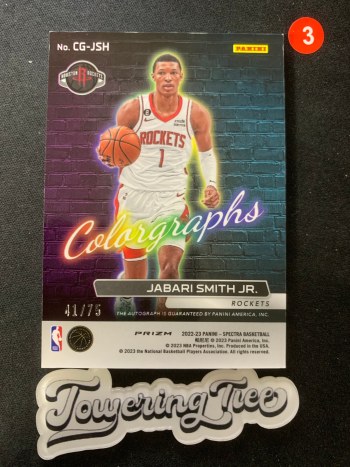 3
No. CG-JSH
PANINI
HOUSTON ROCKETS
ROCKETS
1
Colorgraphs
JABARI SMITH JR.
ROCKETS
41/75
THE AUTOGRAPH IS GUARANTEED BY PANINI AMERICA, INC.
PRIZM
2022-23 PANINI - SPECTRA BASKETBALL
© 2023 Panini America, Inc.
© 2023 NBA Properties, Inc. Produced in the USA.
© 2023 the National Basketball Players Association. All rights reserved.
Towering Tree